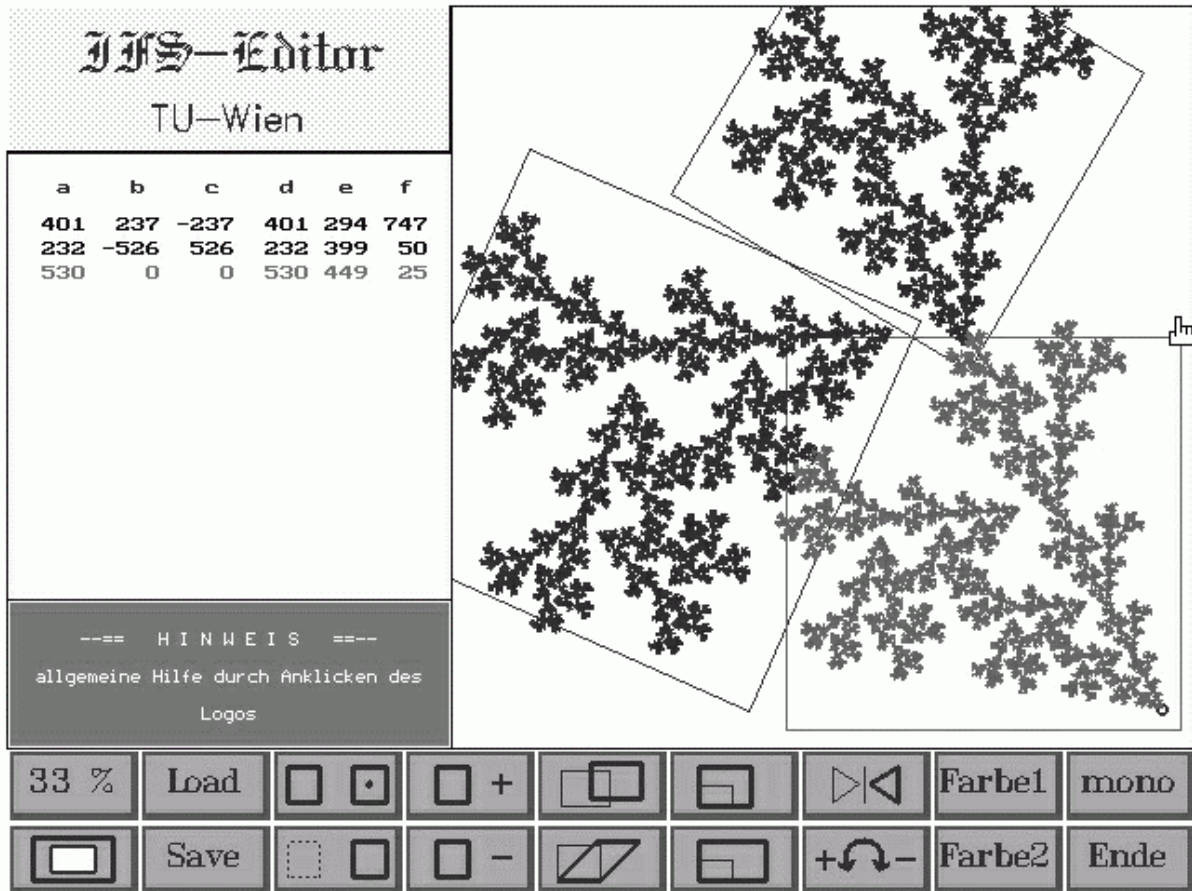 IFS-Editor
TU-Wien
a b c d e f
401 237 -237 401 294 747
232 -526 526 232 399 50
530 0 0 530 449 25
--== H I N W E I S ==--
allgemeine Hilfe durch Anklicken des
Logos
33 % Load + Farbe1 mono
Save - + - Farbe2 Ende